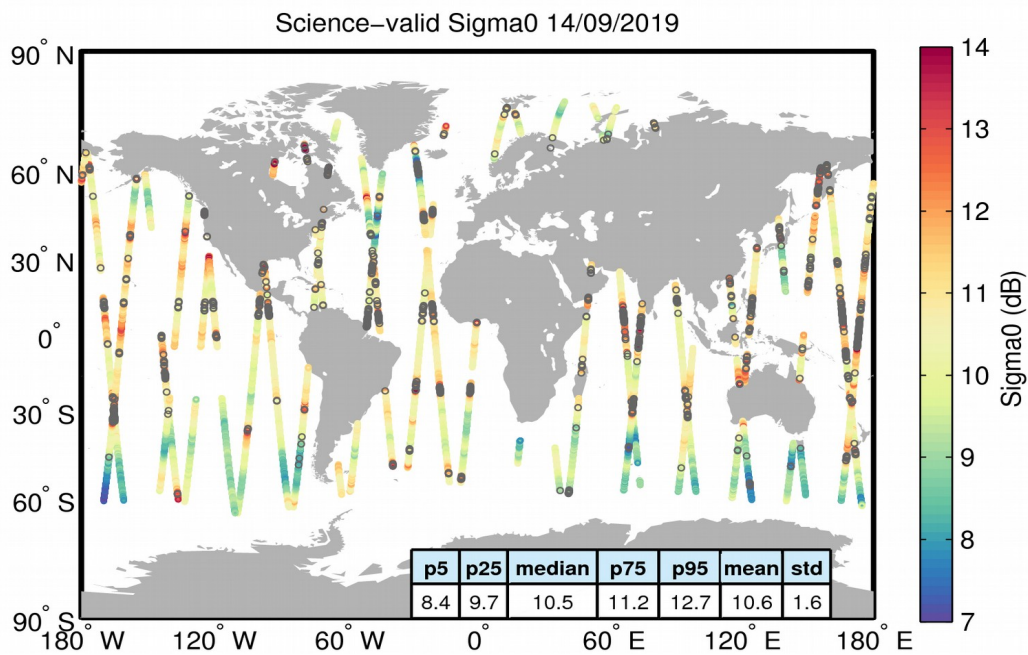 Science−valid Sigma0 14/09/2019
90° N
60° N
30° N
0°
30° S
60° S
90° S
180° W
120° W
60° W
0°
60° E
120° E
180° E
p5 p25 median p75 p95 mean std
8.4 9.7 10.5 11.2 12.7 10.6 1.6
14
13
12
11
10
9
8
7
Sigma0 (dB)